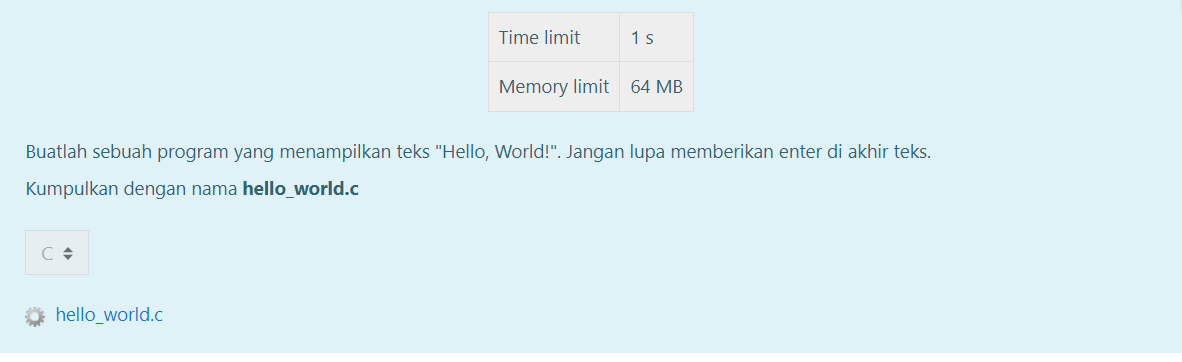 Time limit 1 s
Memory limit 64 MB
Buatlah sebuah program yang menampilkan teks "Hello, World!". Jangan lupa memberikan enter di akhir teks.
Kumpulkan dengan nama hello_world.c
C
hello_world.c